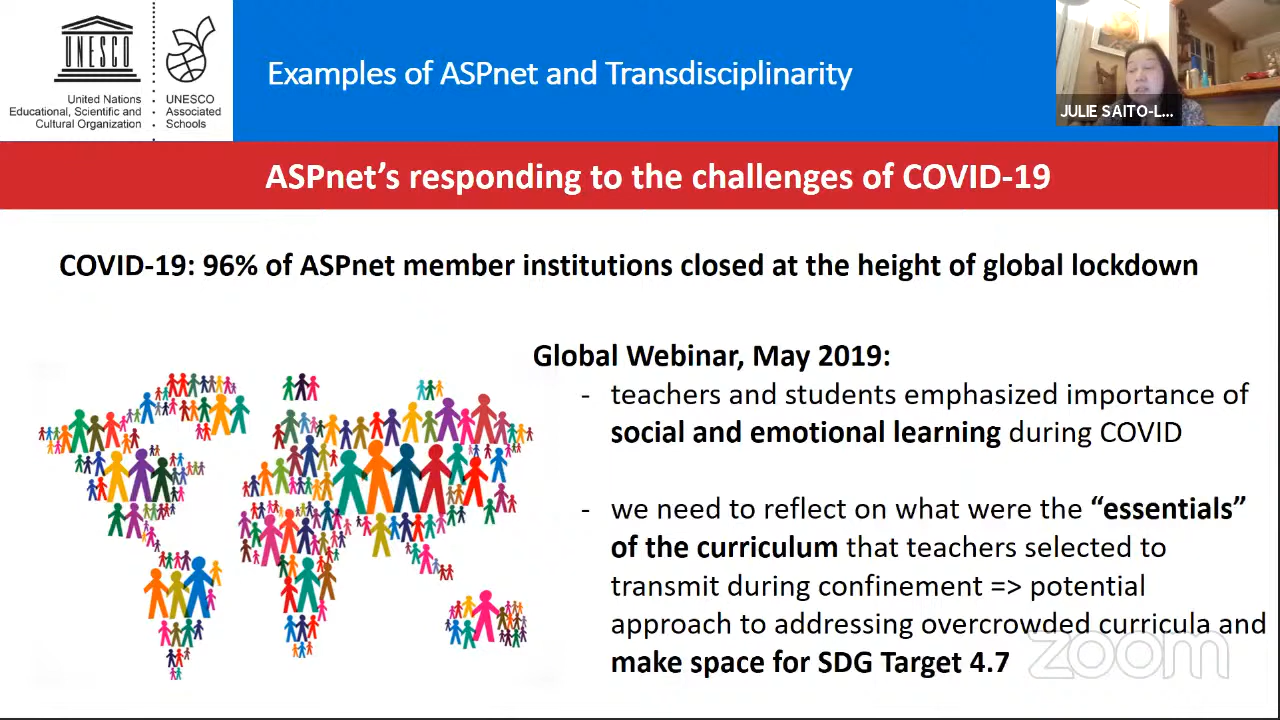 UNESCO
United Nations
Educational, Scientific and
Cultural Organization
UNESCO
Associated
Schools
Examples of ASPnet and Transdisciplinarity
JULIE SAITO-L...
ASPnet’s responding to the challenges of COVID-19
COVID-19: 96% of ASPnet member institutions closed at the height of global lockdown
Global Webinar, May 2019:
- teachers and students emphasized importance of
social and emotional learning during COVID
- we need to reflect on what were the “essentials”
of the curriculum that teachers selected to
transmit during confinement => potential
approach to addressing overcrowded curricula and
make space for SDG Target 4.7
zoom